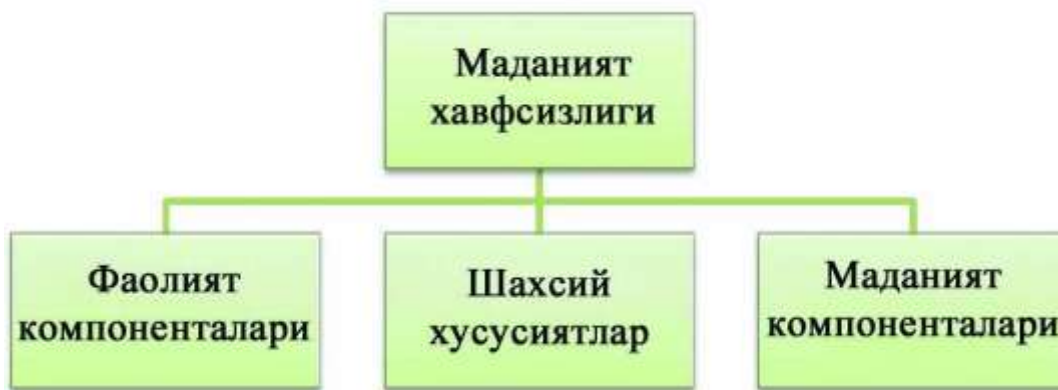 Маданият
хавфсизлиги
Фаолият
компоненталари
Шахсий
хусусиятлар
Маданият
компоненталари